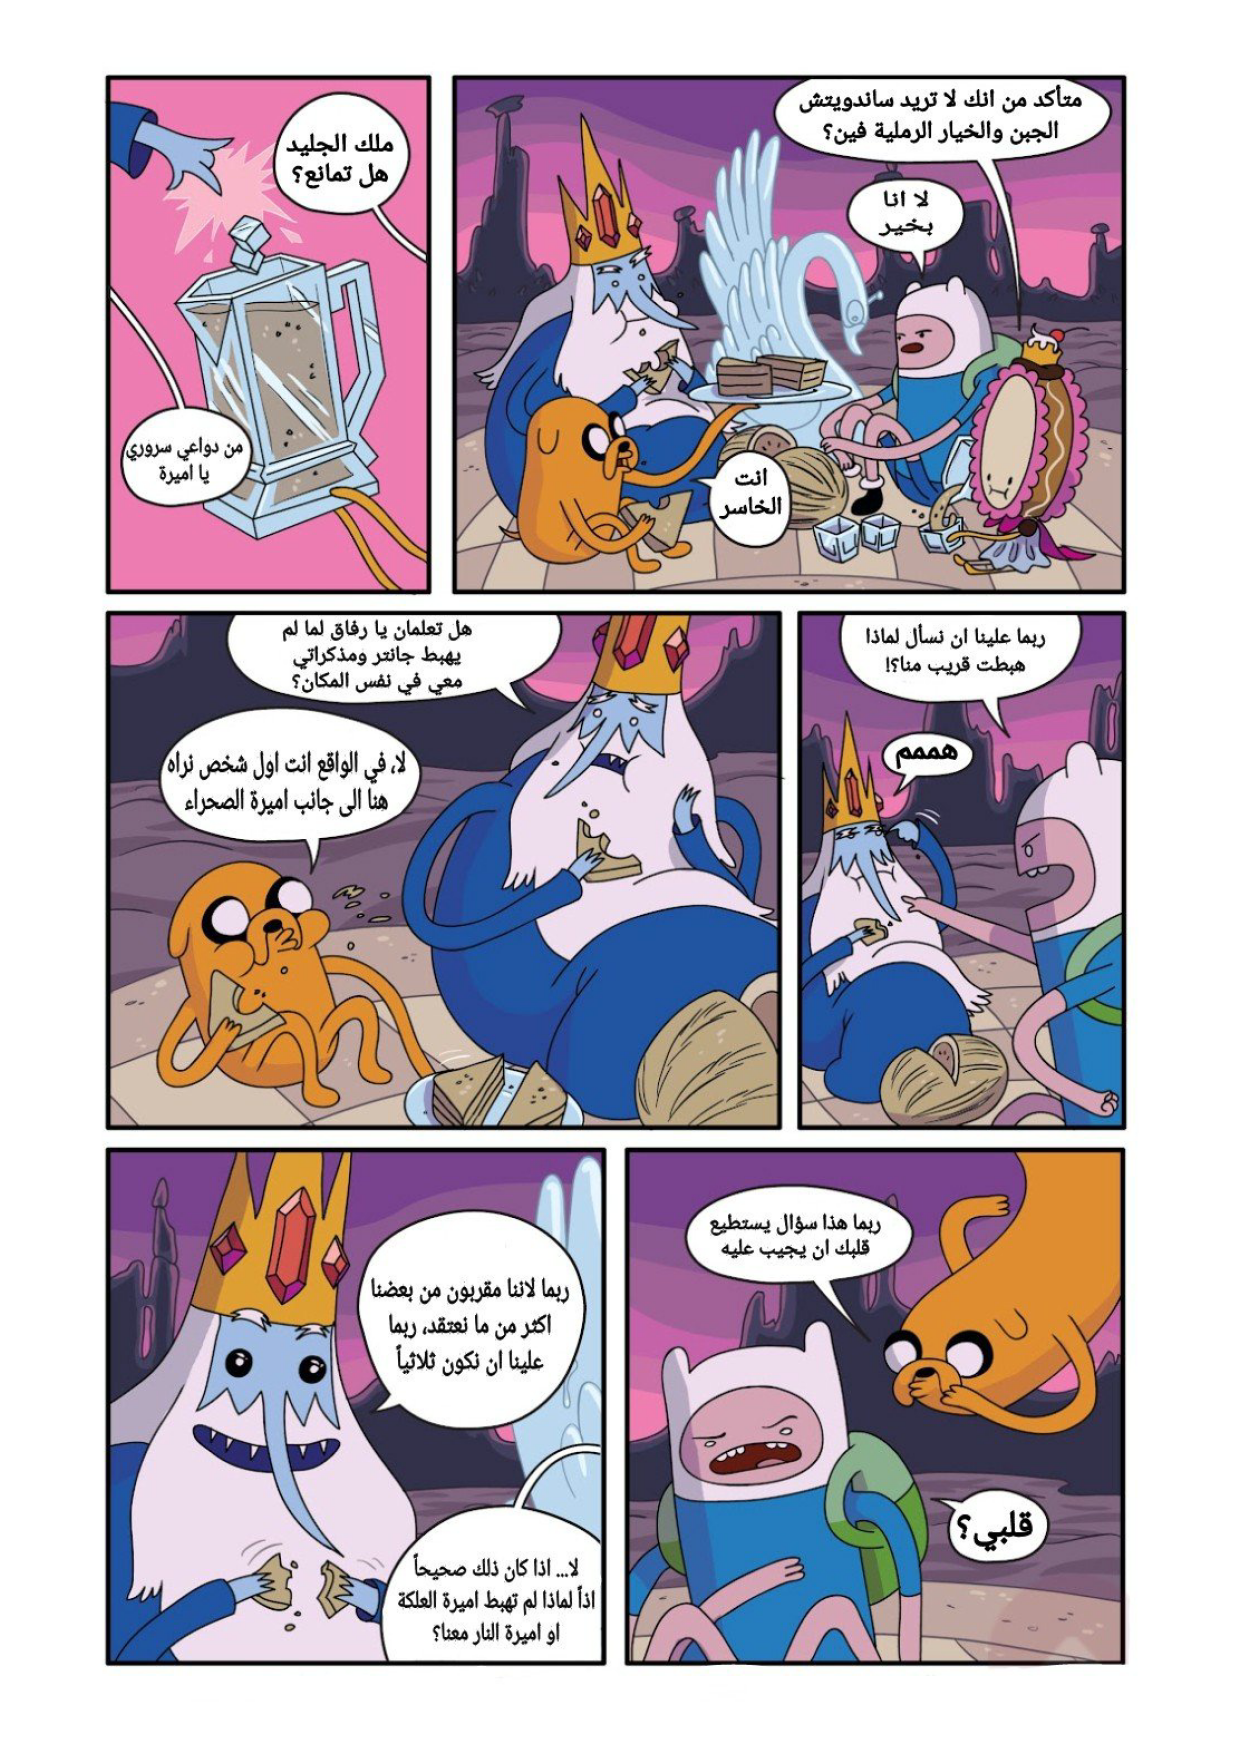 متأكد من انك لا تريد ساندويتش
الجبن والخيار الرملية فين؟
لا انا
بخير
انت
الخاسر
ملك الجليد
هل تمانع؟
من دواعي سروري
يا اميرة
ربما علينا ان نسأل لماذا
هبطت قريب منا؟!
هممم
هل تعلمان يا رفاق لما لم
يهبط جانتر ومذكراتي
معي في نفس المكان؟
لا، في الواقع انت اول شخص نراه
هنا الى جانب اميرة الصحراء
ربما هذا سؤال يستطيع
قلبك ان يجيب عليه
قلبي؟
ربما لاننا مقربون من بعضنا
اكثر من ما نعتقد، ربما
علينا ان نكون ثلاثياً
لا... اذا كان ذلك صحيحاً
اذاً لماذا لم تهبط اميرة العلكة
او اميرة النار معنا؟